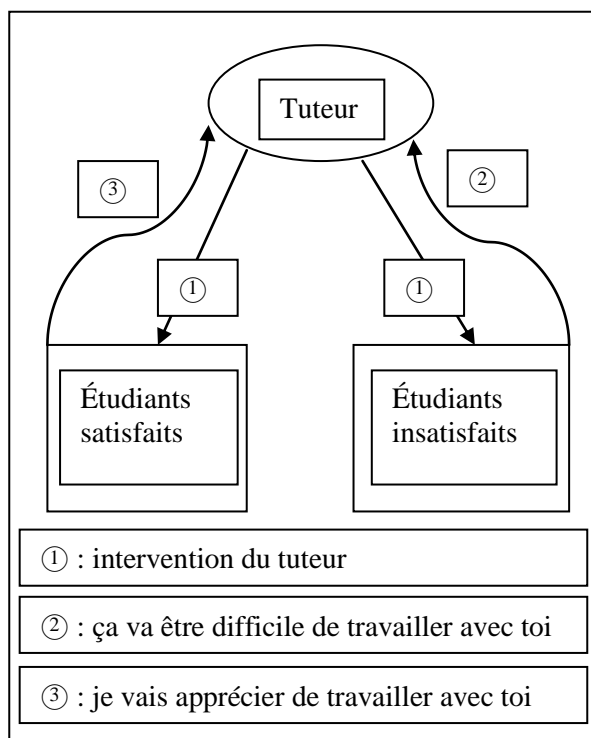 Tuteur
③
②
①
①
Étudiants
satisfaits
Étudiants
insatisfaits
① : intervention du tuteur
② : ça va être difficile de travailler avec toi
③ : je vais apprécier de travailler avec toi